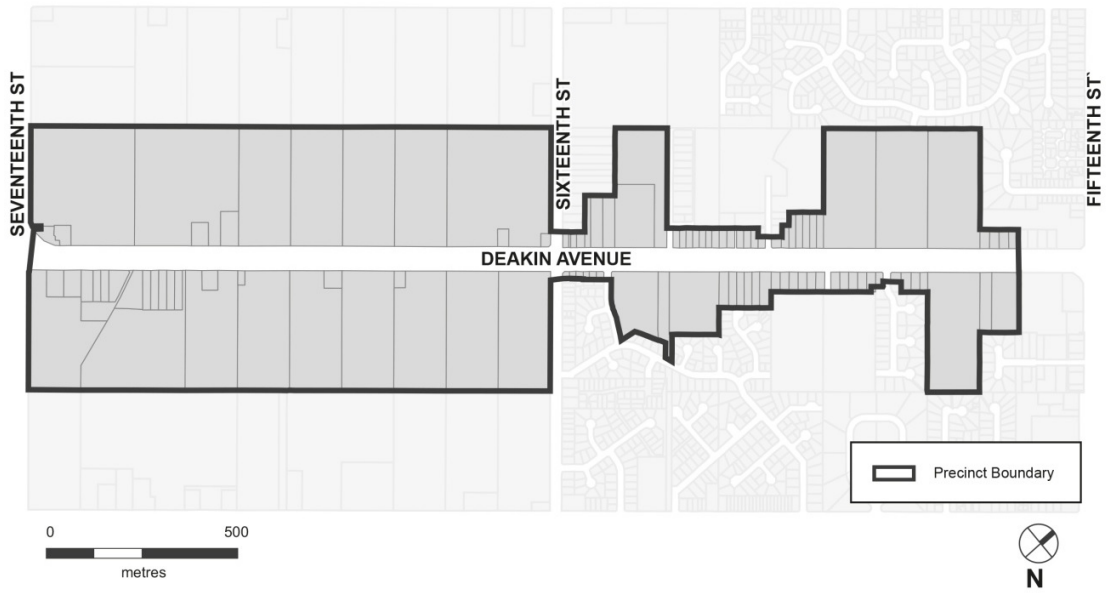 SEVENTEENTH ST
SIXTEENTH ST
FIFTEENTH ST
DEAKIN AVENUE
Precinct Boundary
0 500
metres
N